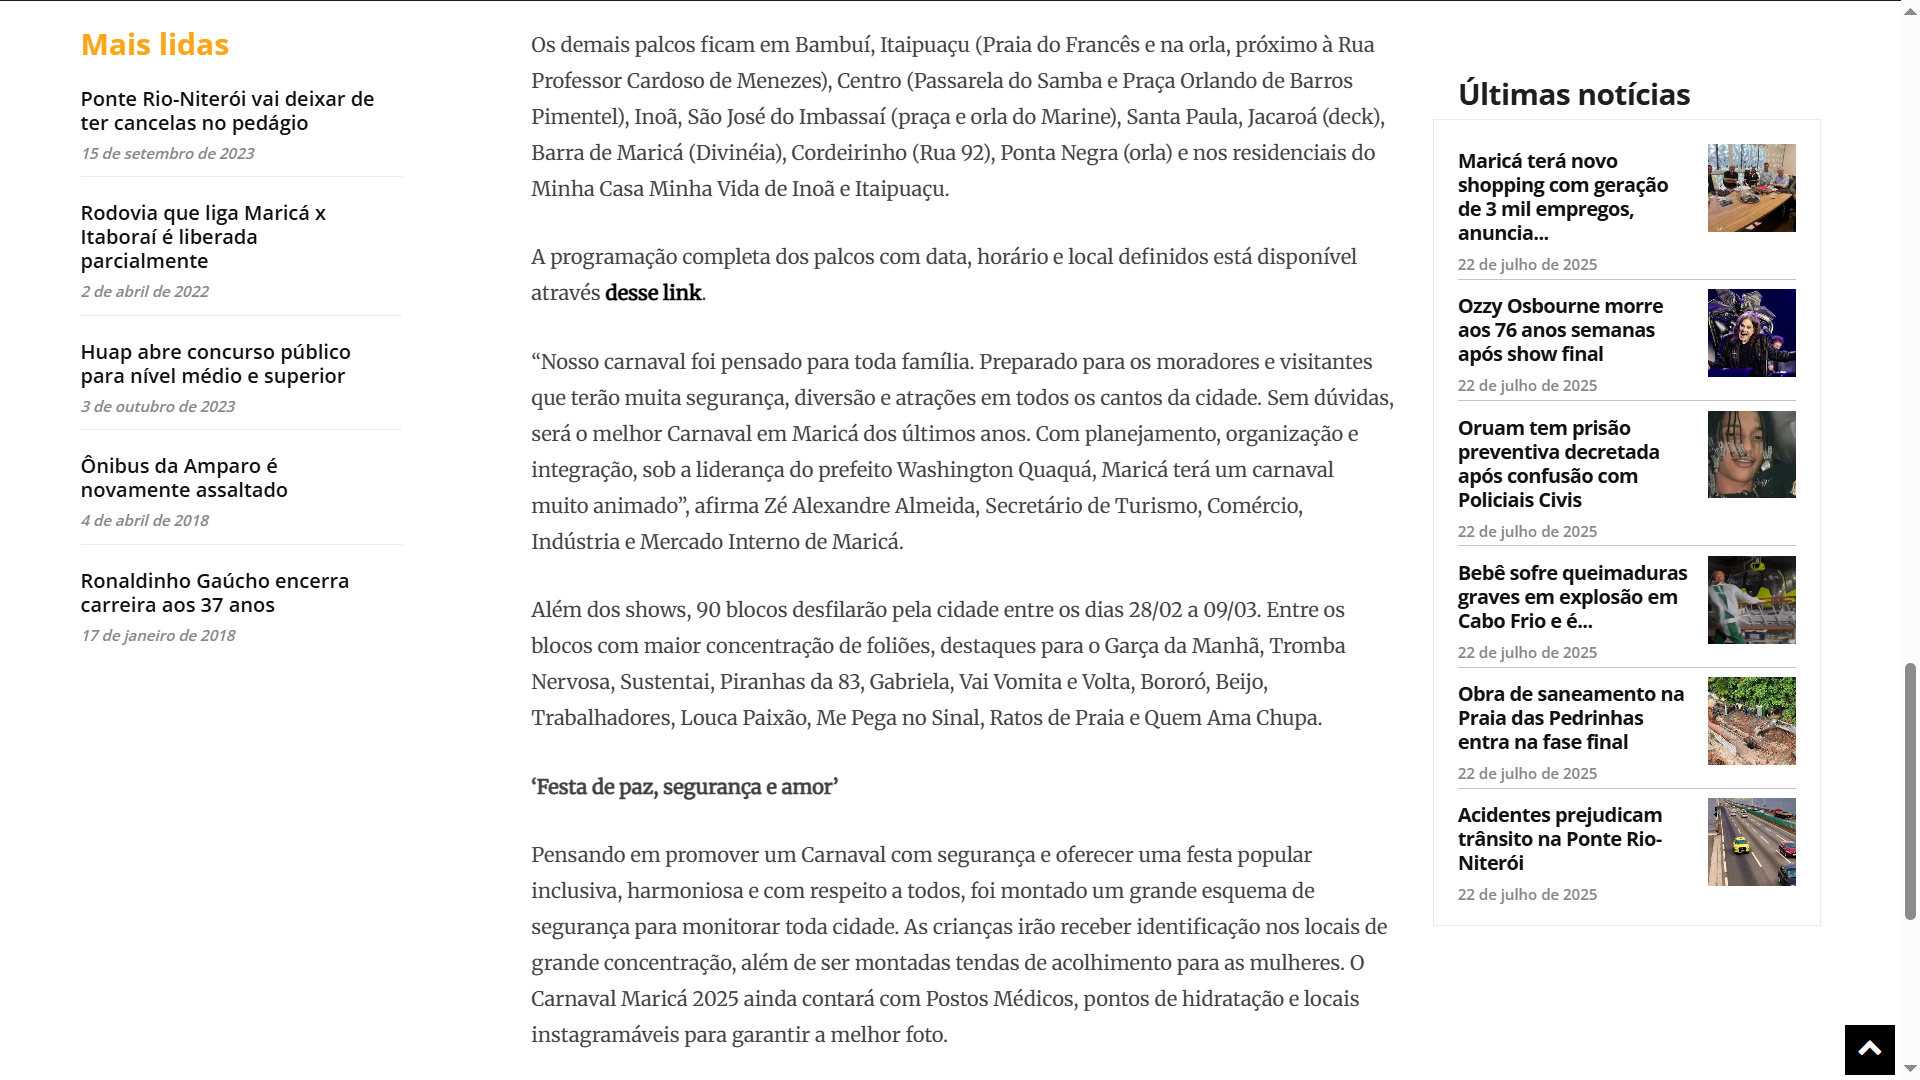 Mais lidas
Ponte Rio-Niterói vai deixar de
ter cancelas no pedágio
15 de setembro de 2023
Rodovia que liga Maricá x
Itaboraí é liberada
parcialmente
2 de abril de 2022
Huap abre concurso público
para nível médio e superior
3 de outubro de 2023
Ônibus da Amparo é
novamente assaltado
4 de abril de 2018
Ronaldinho Gaúcho encerra
carreira aos 37 anos
17 de janeiro de 2018
Os demais palcos ficam em Bambuí, Itaipuaçu (Praia do Francês e na orla, próximo à Rua
Professor Cardoso de Menezes), Centro (Passarela do Samba e Praça Orlando de Barros
Pimentel), Inoã, São José do Imbassaí (praça e orla do Marine), Santa Paula, Jacaroá (deck),
Barra de Maricá (Divinéia), Cordeirinho (Rua 92), Ponta Negra (orla) e nos residenciais do
Minha Casa Minha Vida de Inoã e Itaipuaçu.
A programação completa dos palcos com data, horário e local definidos está disponível
através desse link.
“Nosso carnaval foi pensado para toda família. Preparado para os moradores e visitantes
que terão muita segurança, diversão e atrações em todos os cantos da cidade. Sem dúvidas,
será o melhor Carnaval em Maricá dos últimos anos. Com planejamento, organização e
integração, sob a liderança do prefeito Washington Quaquá, Maricá terá um carnaval
muito animado”, afirma Zé Alexandre Almeida, Secretário de Turismo, Comércio,
Indústria e Mercado Interno de Maricá.
Além dos shows, 90 blocos desfilarão pela cidade entre os dias 28/02 a 09/03. Entre os
blocos com maior concentração de foliões, destaques para o Garça da Manhã, Tromba
Nervosa, Sustentai, Piranhas da 83, Gabriela, Vai Vomita e Volta, Bororó, Beijo,
Trabalhadores, Louca Paixão, Me Pega no Sinal, Ratos de Praia e Quem Ama Chupa.
‘Festa de paz, segurança e amor’
Pensando em promover um Carnaval com segurança e oferecer uma festa popular
inclusiva, harmoniosa e com respeito a todos, foi montado um grande esquema de
segurança para monitorar toda cidade. As crianças irão receber identificação nos locais de
grande concentração, além de ser montadas tendas de acolhimento para as mulheres. O
Carnaval Maricá 2025 ainda contará com Postos Médicos, pontos de hidratação e locais
instagramáveis para garantir a melhor foto.
Últimas notícias
Maricá terá novo
shopping com geração
de 3 mil empregos,
anuncia...
22 de julho de 2025
Ozzy Osbourne morre
aos 76 anos semanas
após show final
22 de julho de 2025
Oruam tem prisão
preventiva decretada
após confusão com
Policiais Civis
22 de julho de 2025
Bebê sofre queimaduras
graves em explosão em
Cabo Frio e é...
22 de julho de 2025
Obra de saneamento na
Praia das Pedrinhas
entra na fase final
22 de julho de 2025
Acidentes prejudicam
trânsito na Ponte Rio-
Niterói
22 de julho de 2025